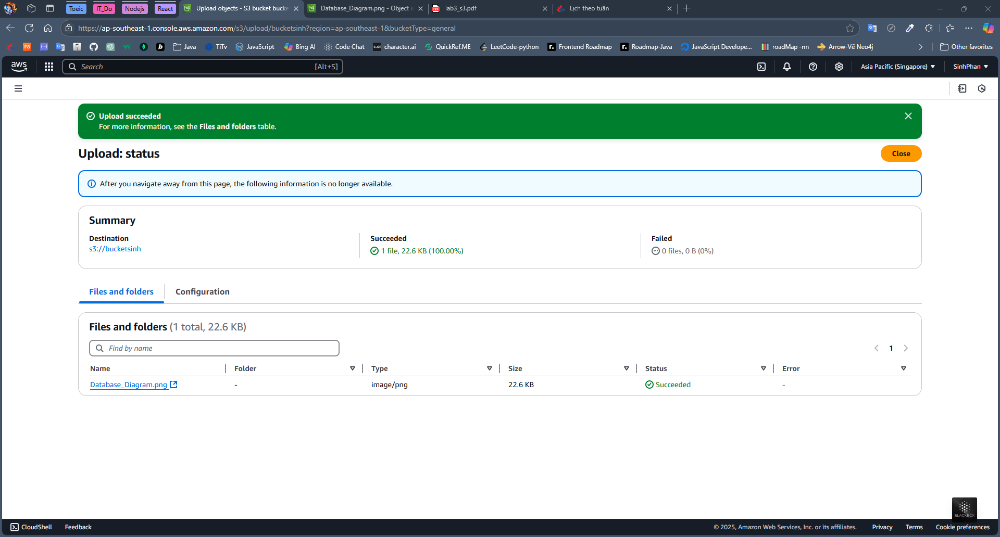 Toeic
IT_Do
Nodejs
React
Upload objects - S3 bucket bucke
Database_Diagram.png - Object i
lab3_s3.pdf
Lịch theo tuần
https://ap-southeast-1.console.aws.amazon.com/s3/upload/bucketsinh?region=ap-southeast-1&bucketType=general
F8
Java
TiTv
JavaScript
Bing AI
Code Chat
c.ai
character.ai
QuickRef.ME
LeetCode-python
Frontend Roadmap
Roadmap-Java
JavaScript Develope...
roadMap -nn
Arrow-Vẽ Neo4j
Other favorites
aws
Search
[Alt+S]
Asia Pacific (Singapore)
SinhPhan
Upload succeeded
For more information, see the Files and folders table.
Upload: status
Close
After you navigate away from this page, the following information is no longer available.
Summary
Destination
s3://bucketsinh
Succeeded
1 file, 22.6 KB (100.00%)
Failed
0 files, 0 B (0%)
Files and folders
Configuration
Files and folders (1 total, 22.6 KB)
Find by name
1
Name
Folder
Type
Size
Status
Error
Database_Diagram.png
-
image/png
22.6 KB
Succeeded
-
BLACKBOX
CloudShell
Feedback
© 2025, Amazon Web Services, Inc. or its affiliates.
Privacy
Terms
Cookie preferences